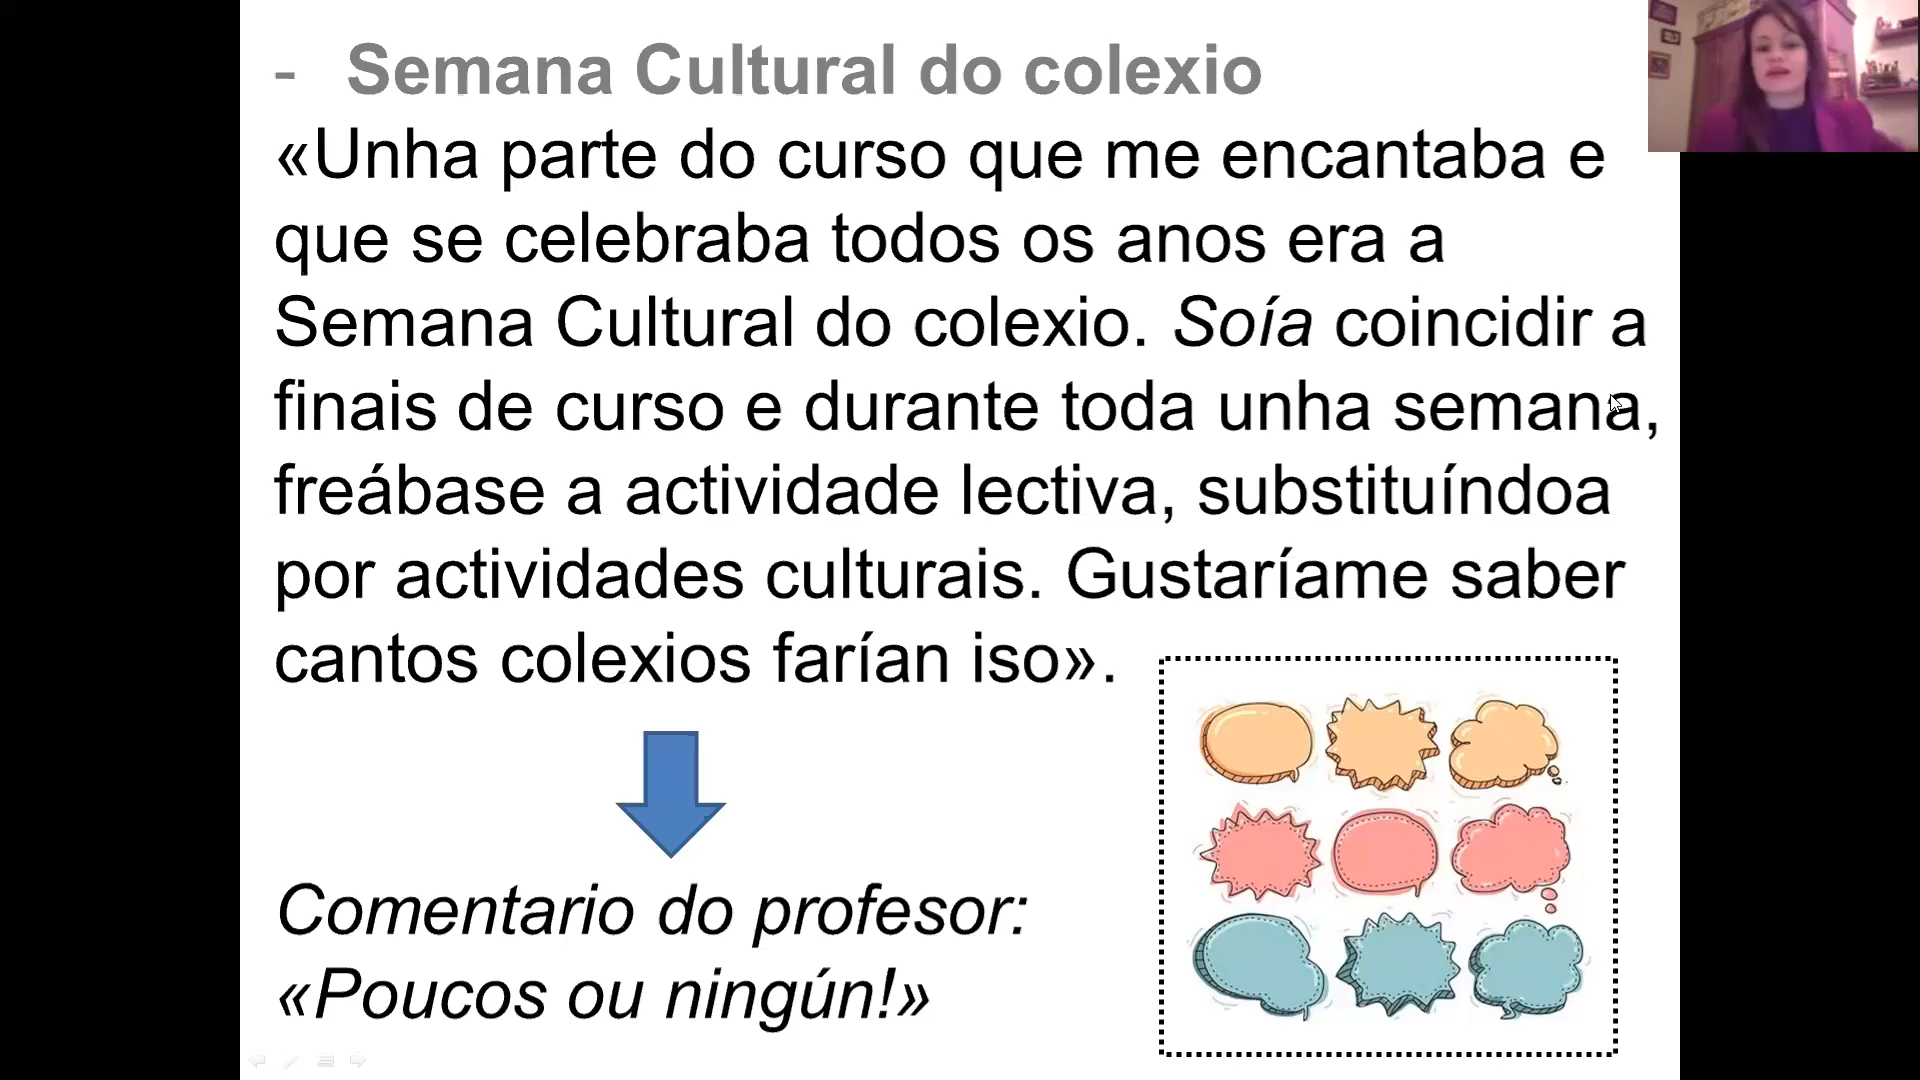 - Semana Cultural do colexio
«Unha parte do curso que me encantaba e
que se celebraba todos os anos era a
Semana Cultural do colexio. Soía coincidir a
finais de curso e durante toda unha semana,
freábase a actividade lectiva, substituíndoa
por actividades culturais. Gustaríame saber
cantos colexios farían iso».
Comentario do profesor:
«Poucos ou ningún!»